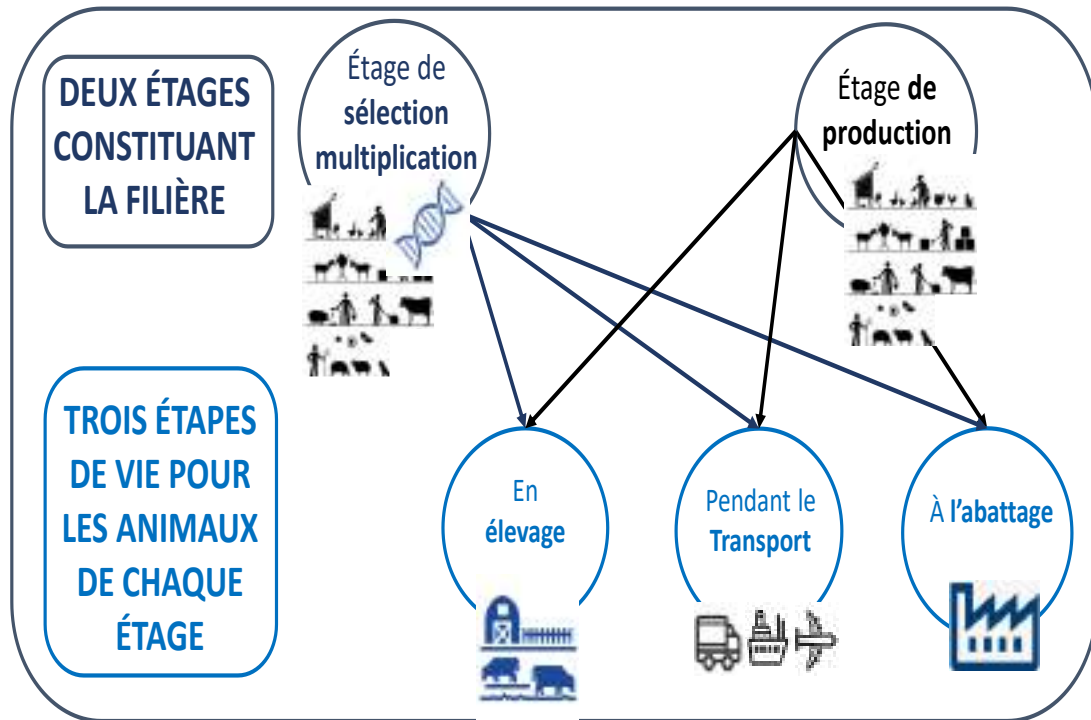 DEUX ÉTAGES
CONSTITUANT
LA FILIÈRE
Étage de
sélection
multiplication
Étage de
production
TROIS ÉTAPES
DE VIE POUR
LES ANIMAUX
DE CHAQUE
ÉTAGE
En
élevage
Pendant le
Transport
À l'abattage